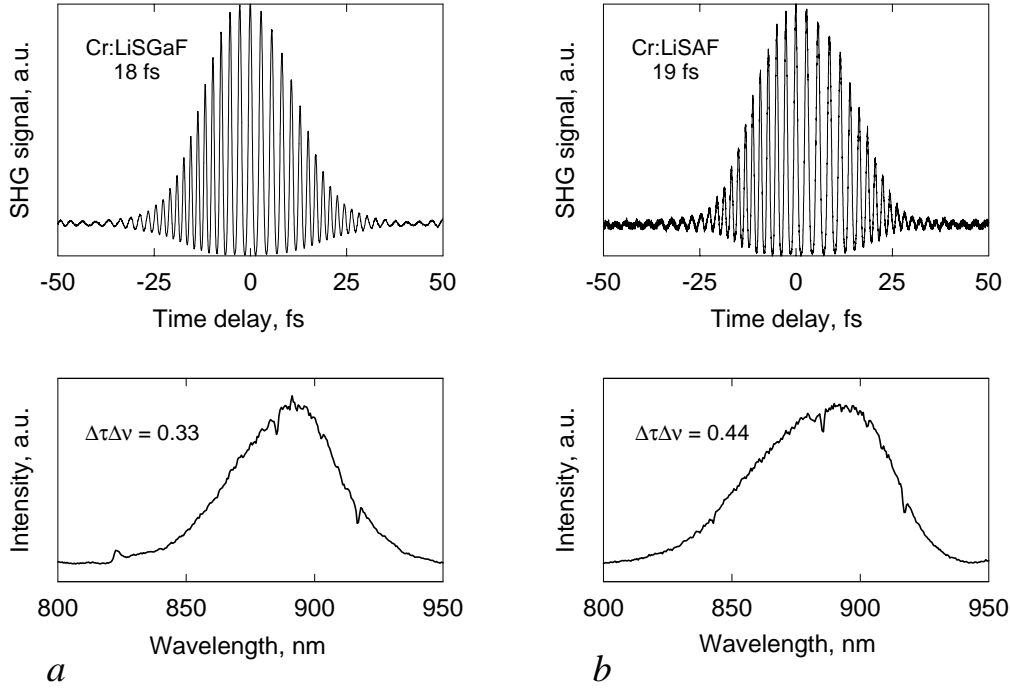 Cr:LiSGaF
18 fs
SHG signal, a.u.
-50 -25 0 25 50
Time delay, fs
Cr:LiSAF
19 fs
SHG signal, a.u.
-50 -25 0 25 50
Time delay, fs
ΔτΔν = 0.33
Intensity, a.u.
800 850 900 950
Wavelength, nm
a
ΔτΔν = 0.44
Intensity, a.u.
800 850 900 950
Wavelength, nm
b